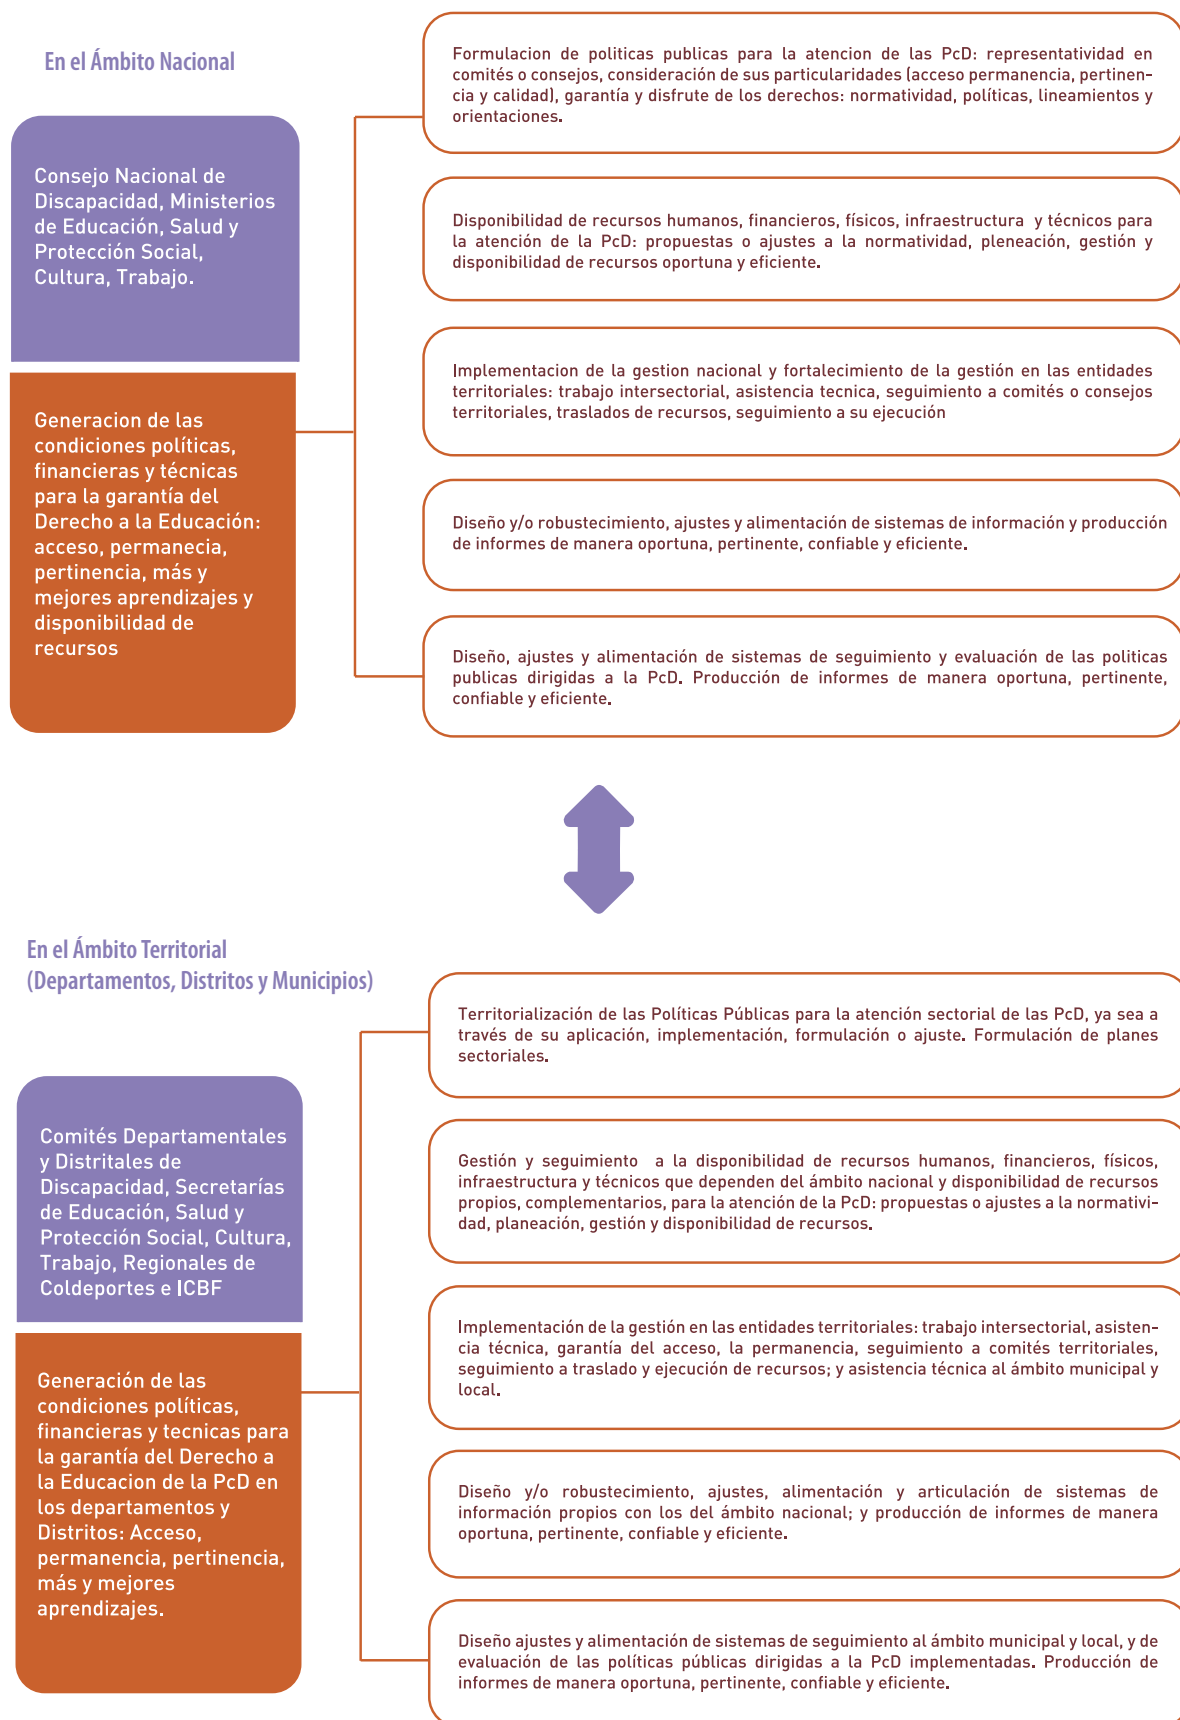 En el Ámbito Nacional
Consejo Nacional de
Discapacidad, Ministerios
de Educación, Salud y
Protección Social,
Cultura, Trabajo.
Generacion de las
condiciones políticas,
financieras y técnicas
para la garantía del
Derecho a la Educación:
acceso, permanecia,
pertinencia, más y
mejores aprendizajes y
disponibilidad de
recursos
Formulacion de politicas publicas para la atencion de las PcD: representatividad en
comités o consejos, consideración de sus particularidades (acceso permanencia, pertinen-
cia y calidad), garantía y disfrute de los derechos: normatividad, políticas, lineamientos y
orientaciones.
Disponibilidad de recursos humanos, financieros, físicos, infraestructura y técnicos para
la atención de la PcD: propuestas o ajustes a la normatividad, pleneación, gestión y
disponibilidad de recursos oportuna y eficiente.
Implementacion de la gestion nacional y fortalecimiento de la gestión en las entidades
territoriales: trabajo intersectorial, asistencia tecnica, seguimiento a comités o consejos
territoriales, traslados de recursos, seguimiento a su ejecución
Diseño y/o robustecimiento, ajustes y alimentación de sistemas de información y producción
de informes de manera oportuna, pertinente, confiable y eficiente.
Diseño, ajustes y alimentación de sistemas de seguimiento y evaluación de las politicas
publicas dirigidas a la PcD. Producción de informes de manera oportuna, pertinente,
confiable y eficiente.
En el Ámbito Territorial
(Departamentos, Distritos y Municipios)
Comités Departamentales
y Distritales de
Discapacidad, Secretarías
de Educación, Salud y
Protección Social, Cultura,
Trabajo, Regionales de
Coldeportes e ICBF
Generación de las
condiciones políticas,
financieras y tecnicas para
la garantía del Derecho a
la Educacion de la PcD en
los departamentos y
Distritos: Acceso,
permanencia, pertinencia,
más y mejores
aprendizajes.
Territorialización de las Políticas Públicas para la atención sectorial de las PcD, ya sea a
través de su aplicación, implementación, formulación o ajuste. Formulación de planes
sectoriales.
Gestión y seguimiento a la disponibilidad de recursos humanos, financieros, físicos,
infraestructura y técnicos que dependen del ámbito nacional y disponibilidad de recursos
propios, complementarios, para la atención de la PcD: propuestas o ajustes a la normativi-
dad, planeación, gestión y disponibilidad de recursos.
Implementación de la gestión en las entidades territoriales: trabajo intersectorial, asisten-
cia técnica, garantía del acceso, la permanencia, seguimiento a comités territoriales,
seguimiento a traslado y ejecución de recursos; y asistencia técnica al ámbito municipal y
local.
Diseño y/o robustecimiento, ajustes, alimentación y articulación de sistemas de
información propios con los del ámbito nacional; y producción de informes de manera
oportuna, pertinente, confiable y eficiente.
Diseño ajustes y alimentación de sistemas de seguimiento al ámbito municipal y local, y de
evaluación de las políticas públicas dirigidas a la PcD implementadas. Producción de
informes de manera oportuna, pertinente, confiable y eficiente.